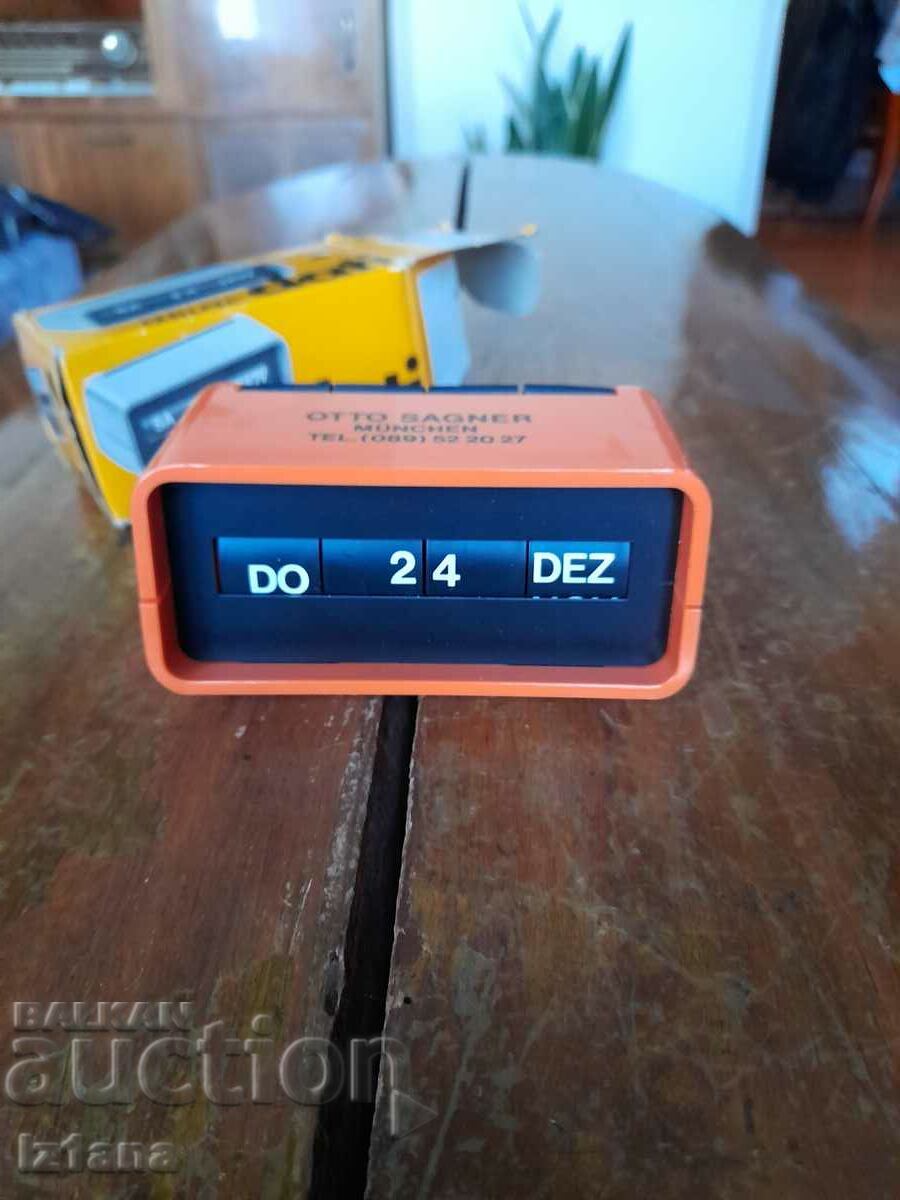 OTTO SAGNER
MÜNCHEN
TEL. (089) 52 20 27
DO 24 DEZ
BALKAN
auction
Iztana